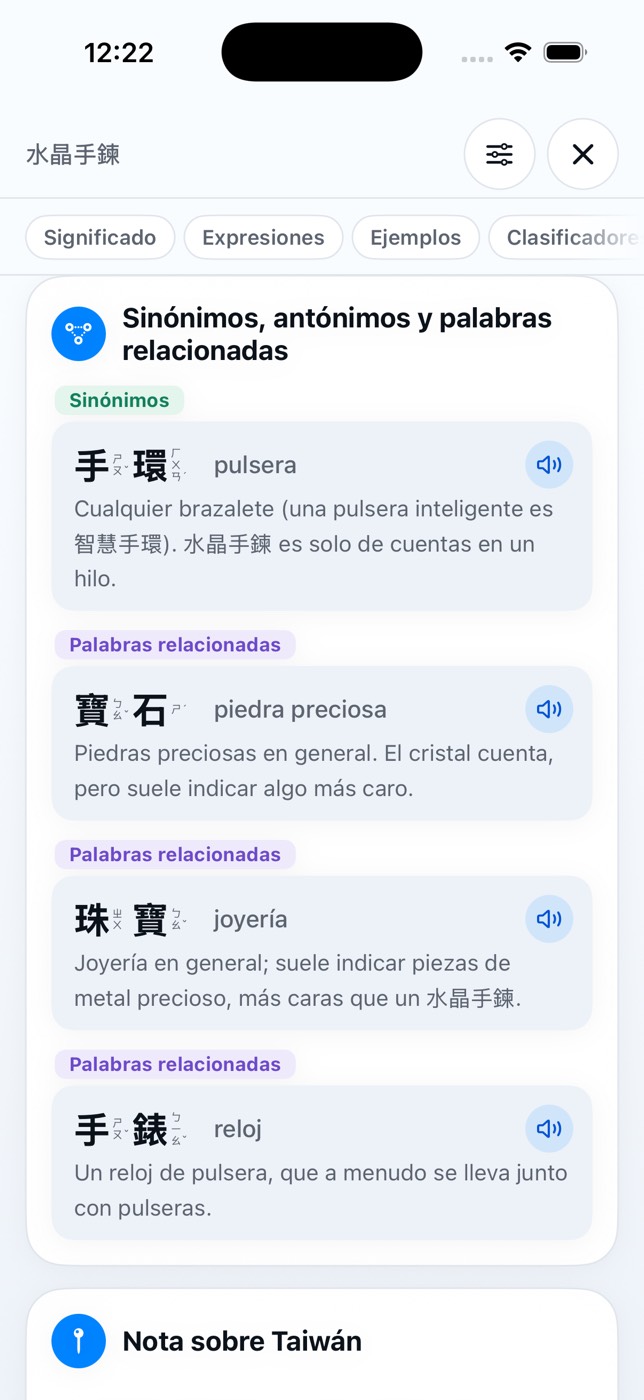 12:22
水晶手鍊
Significado
Expresiones
Ejemplos
Clasificadore
Sinónimos, antónimos y palabras
relacionadas
Sinónimos
手ㄕㄡˇ環ㄏㄨㄢˊ pulsera
Cualquier brazalete (una pulsera inteligente es
智慧手環). 水晶手鍊 es solo de cuentas en un
hilo.
Palabras relacionadas
寶ㄅㄠˇ石ㄕˊ piedra preciosa
Piedras preciosas en general. El cristal cuenta,
pero suele indicar algo más caro.
Palabras relacionadas
珠ㄓㄨ寶ㄅㄠˇ joyería
Joyería en general; suele indicar piezas de
metal precioso, más caras que un 水晶手鍊.
Palabras relacionadas
手ㄕㄡˇ錶ㄅㄧㄠˇ reloj
Un reloj de pulsera, que a menudo se lleva junto
con pulseras.
Nota sobre Taiwán